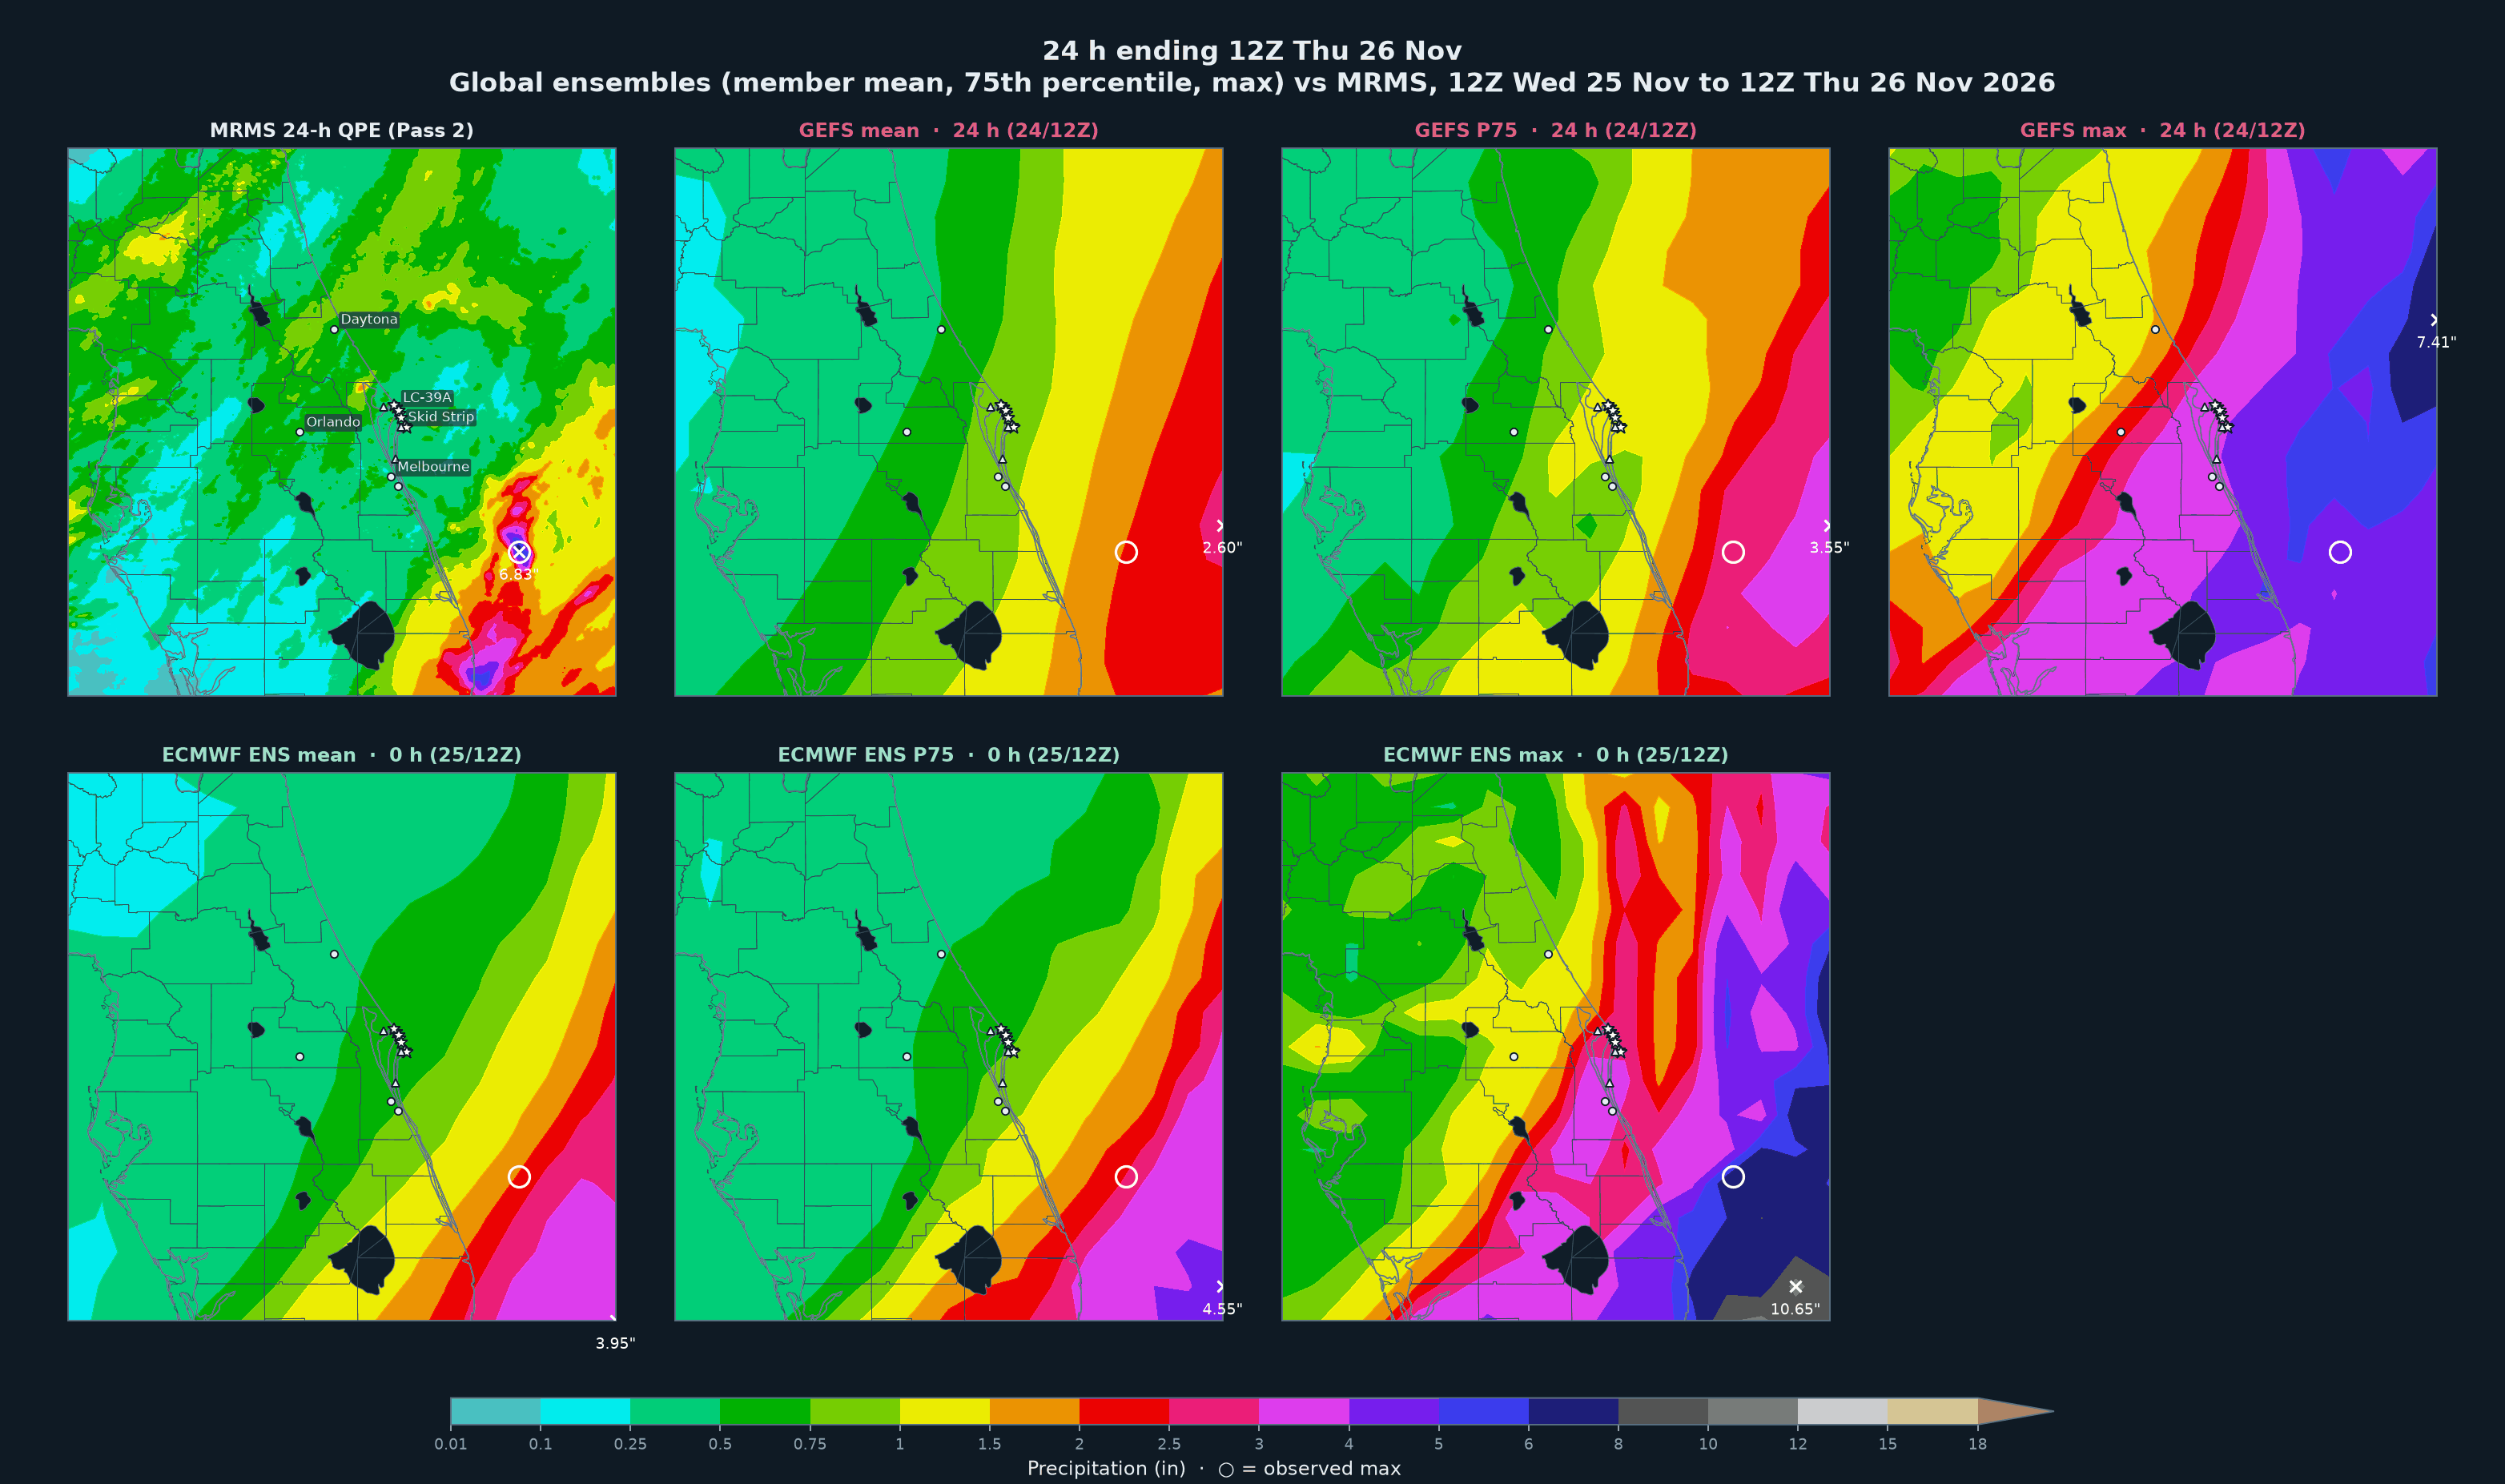 24 h ending 12Z Thu 26 Nov
Global ensembles (member mean, 75th percentile, max) vs MRMS, 12Z Wed 25 Nov to 12Z Thu 26 Nov 2026
MRMS 24-h QPE (Pass 2)
GEFS mean · 24 h (24/12Z)
GEFS P75 · 24 h (24/12Z)
GEFS max · 24 h (24/12Z)
Daytona
LC-39A
Skid Strip
Orlando
Melbourne
6.83"
2.60"
3.55"
7.41"
ECMWF ENS mean · 0 h (25/12Z)
ECMWF ENS P75 · 0 h (25/12Z)
ECMWF ENS max · 0 h (25/12Z)
3.95"
4.55"
10.65"
0.01 0.1 0.25 0.5 0.75 1 1.5 2 2.5 3 4 5 6 8 10 12 15 18
Precipitation (in) · ○ = observed max